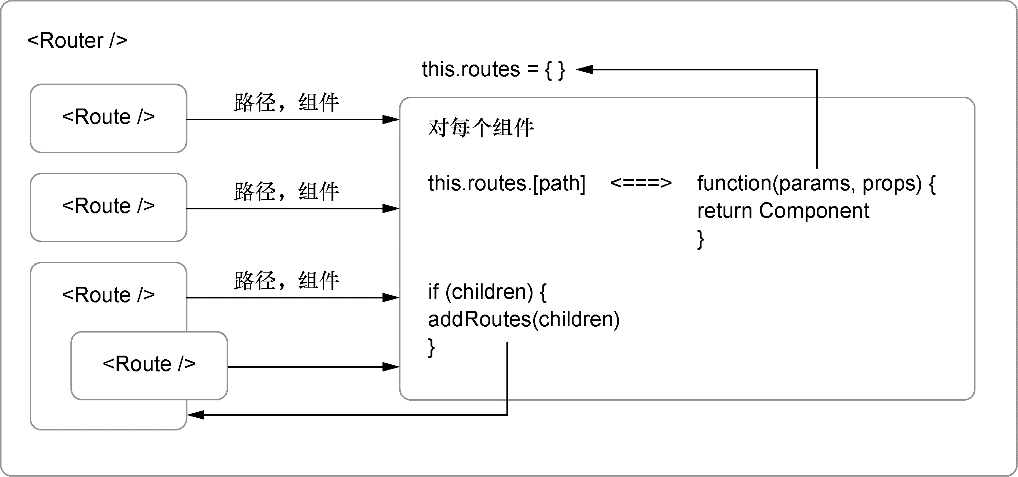 <Router />
this.routes = { }
<Route />
路径，组件
对每个组件
this.routes.[path] <===> function(params, props) {
return Component
}
<Route />
路径，组件
<Route />
路径，组件
if (children) {
addRoutes(children)
}
<Route />